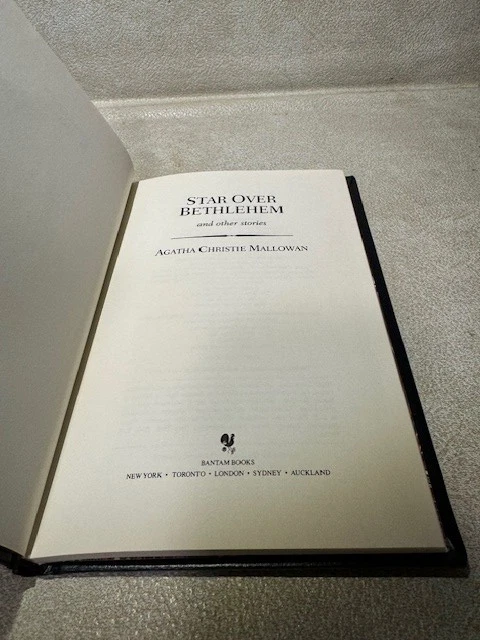 STAR OVER
BETHLEHEM
and other stories
AGATHA CHRISTIE MALLOWAN
BANTAM BOOKS
NEW YORK • TORONTO • LONDON • SYDNEY • AUCKLAND